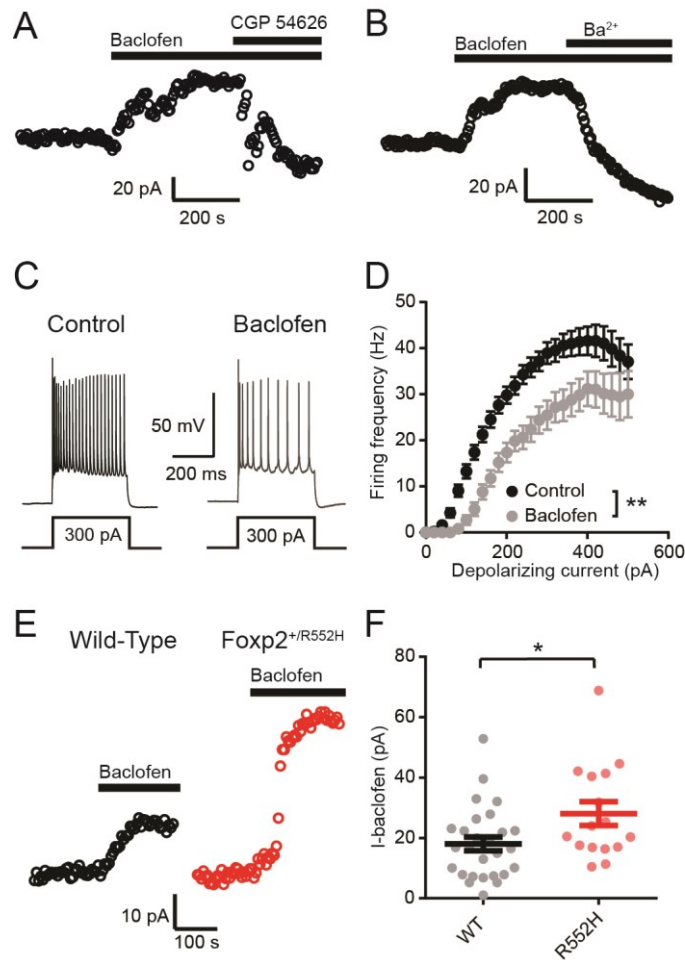 A
CGP 54626
Baclofen
20 pA
200 s
B
Ba²⁺
Baclofen
20 pA
200 s
C
Control
Baclofen
50 mV
200 ms
300 pA
300 pA
D
Firing frequency (Hz)
50
40
30
20
10
0
0
200
400
600
Depolarizing current (pA)
Control
Baclofen
**
E
Wild-Type
Foxp2⁺/R552H
Baclofen
Baclofen
10 pA
100 s
F
I-baclofen (pA)
80
60
40
20
0
*
WT
R552H